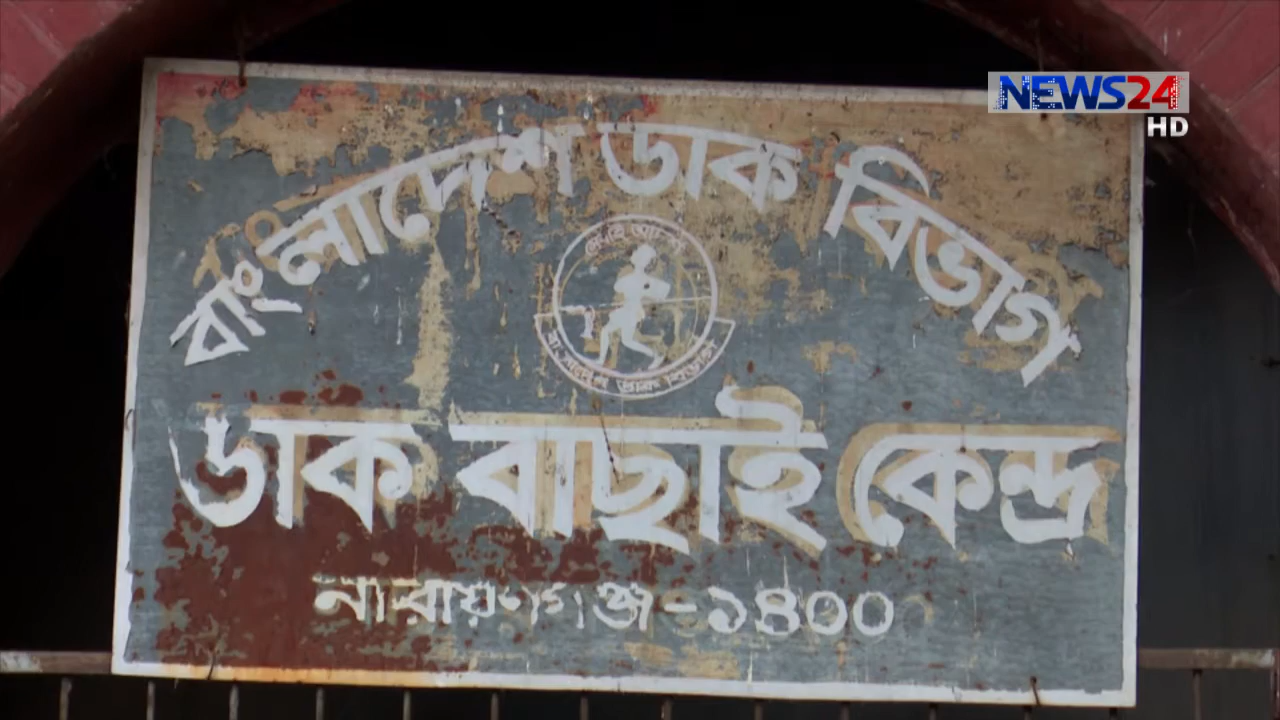 NEWS24
HD
বাংলাদেশ ডাক বিভাগ
বাংলাদেশ ডাক বিভাগ
ডাক বাছাই কেন্দ্র
নারায়ণগঞ্জ-১৪০০